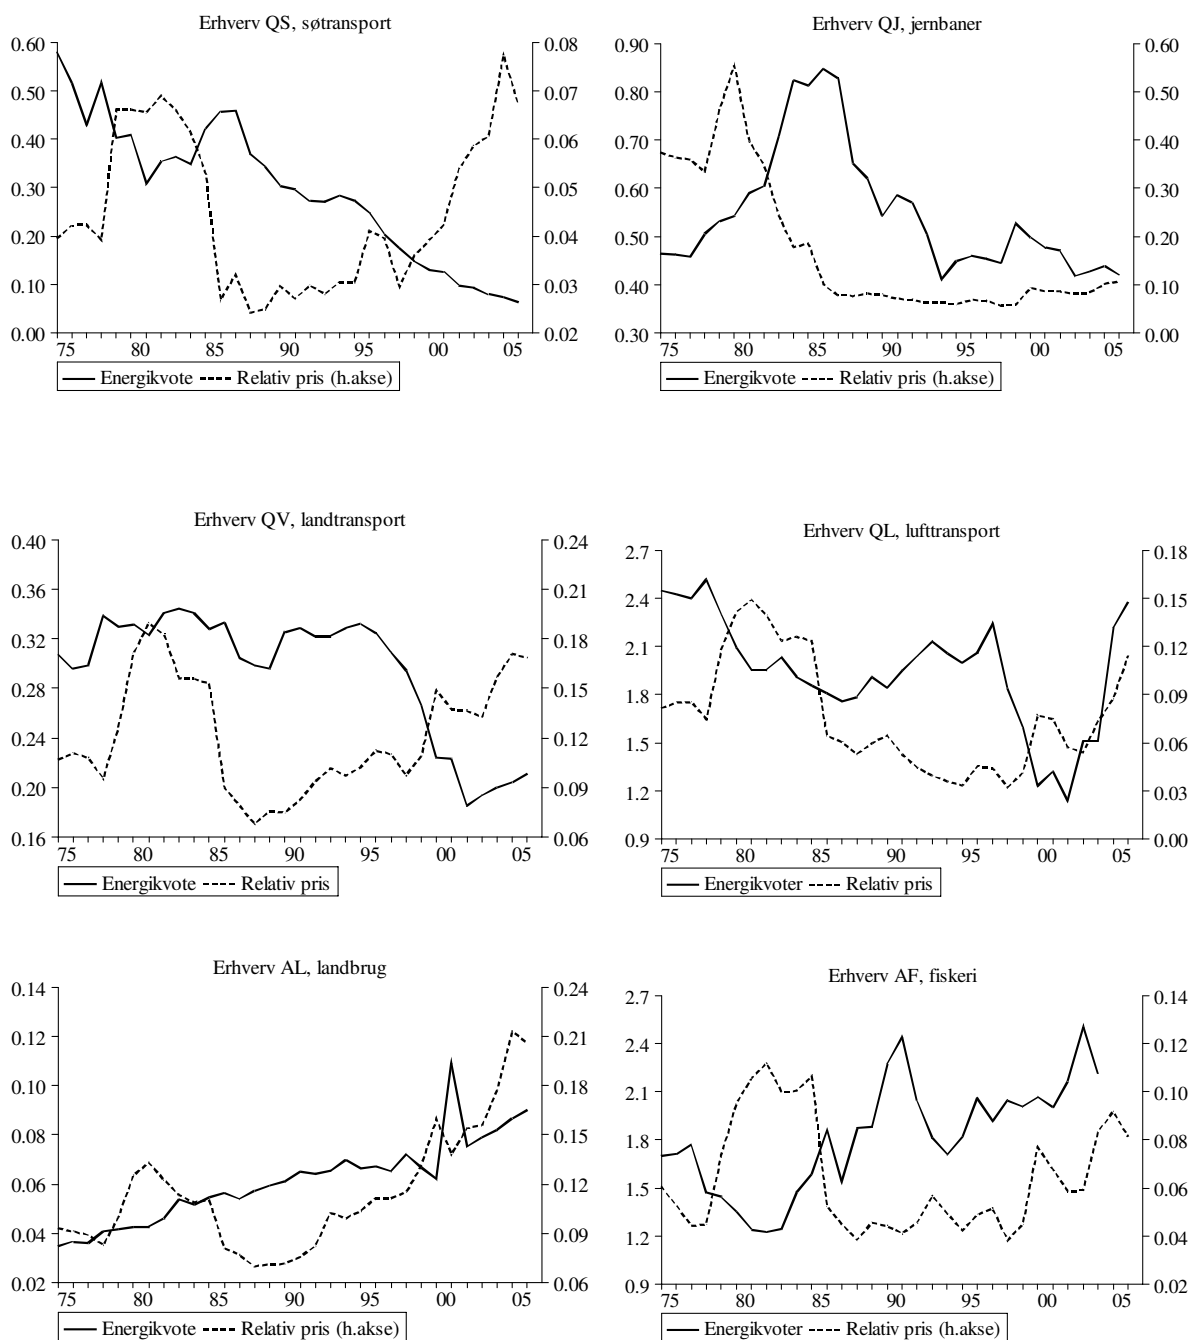 Erhverv QS, søtransport
0.60 0.08
0.50 0.07
0.40 0.06
0.30 0.05
0.20 0.04
0.10 0.03
0.00 0.02
75 80 85 90 95 00 05
Energikvote Relativ pris (h.akse)
Erhverv QJ, jernbaner
0.90 0.60
0.80 0.50
0.70 0.40
0.60 0.30
0.50 0.20
0.40 0.10
0.30 0.00
75 80 85 90 95 00 05
Energikvote Relativ pris (h.akse)
Erhverv QV, landtransport
0.40 0.24
0.36 0.21
0.32 0.18
0.28 0.15
0.24 0.12
0.20 0.09
0.16 0.06
75 80 85 90 95 00 05
Energikvote Relativ pris
Erhverv QL, lufttransport
2.7 0.18
2.4 0.15
2.1 0.12
1.8 0.09
1.5 0.06
1.2 0.03
0.9 0.00
75 80 85 90 95 00 05
Energikvoter Relativ pris
Erhverv AL, landbrug
0.14 0.24
0.12 0.21
0.10 0.18
0.08 0.15
0.06 0.12
0.04 0.09
0.02 0.06
75 80 85 90 95 00 05
Energikvote Relativ pris (h.akse)
Erhverv AF, fiskeri
2.7 0.14
2.4 0.12
2.1 0.10
1.8 0.08
1.5 0.06
1.2 0.04
0.9 0.02
75 80 85 90 95 00 05
Energikvoter Relativ pris (h.akse)